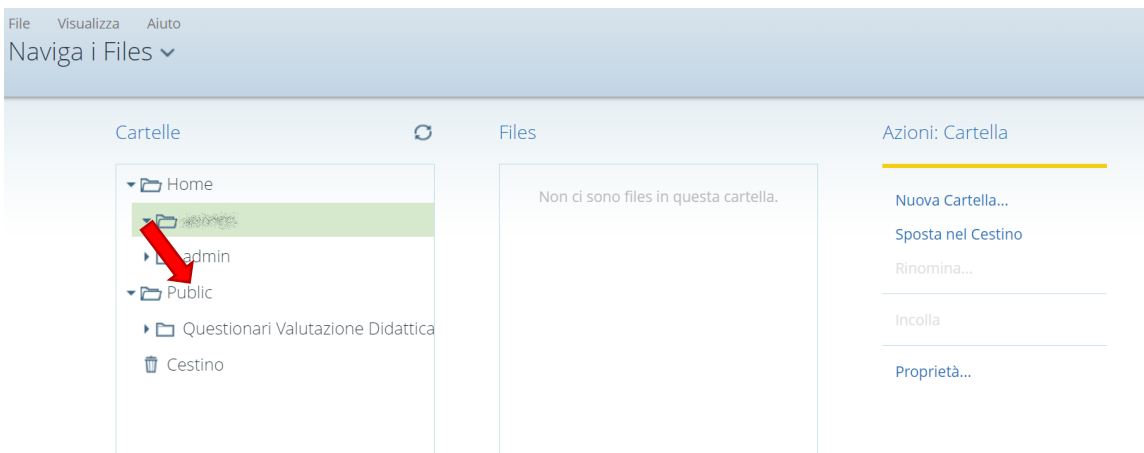 File Visualizza Aiuto
Naviga i Files
Cartelle
Home
admin
Public
Questionari Valutazione Didattica
Cestino
Files
Non ci sono files in questa cartella.
Azioni: Cartella
Nuova Cartella...
Sposta nel Cestino
Rinomina...
Incolla
Proprietà...